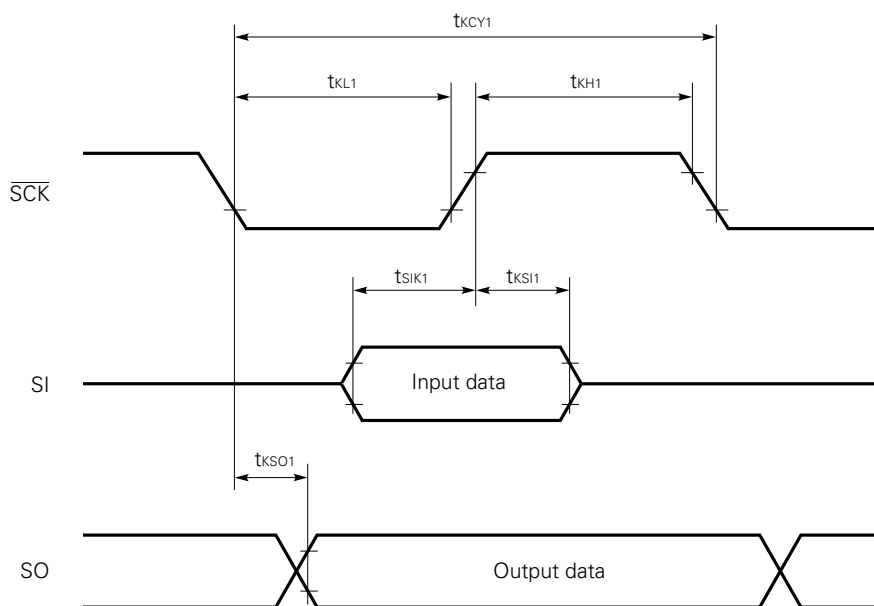 tKCY1
tKL1
tKH1
SCK
tSIK1
tKSI1
SI
Input data
tKSO1
SO
Output data